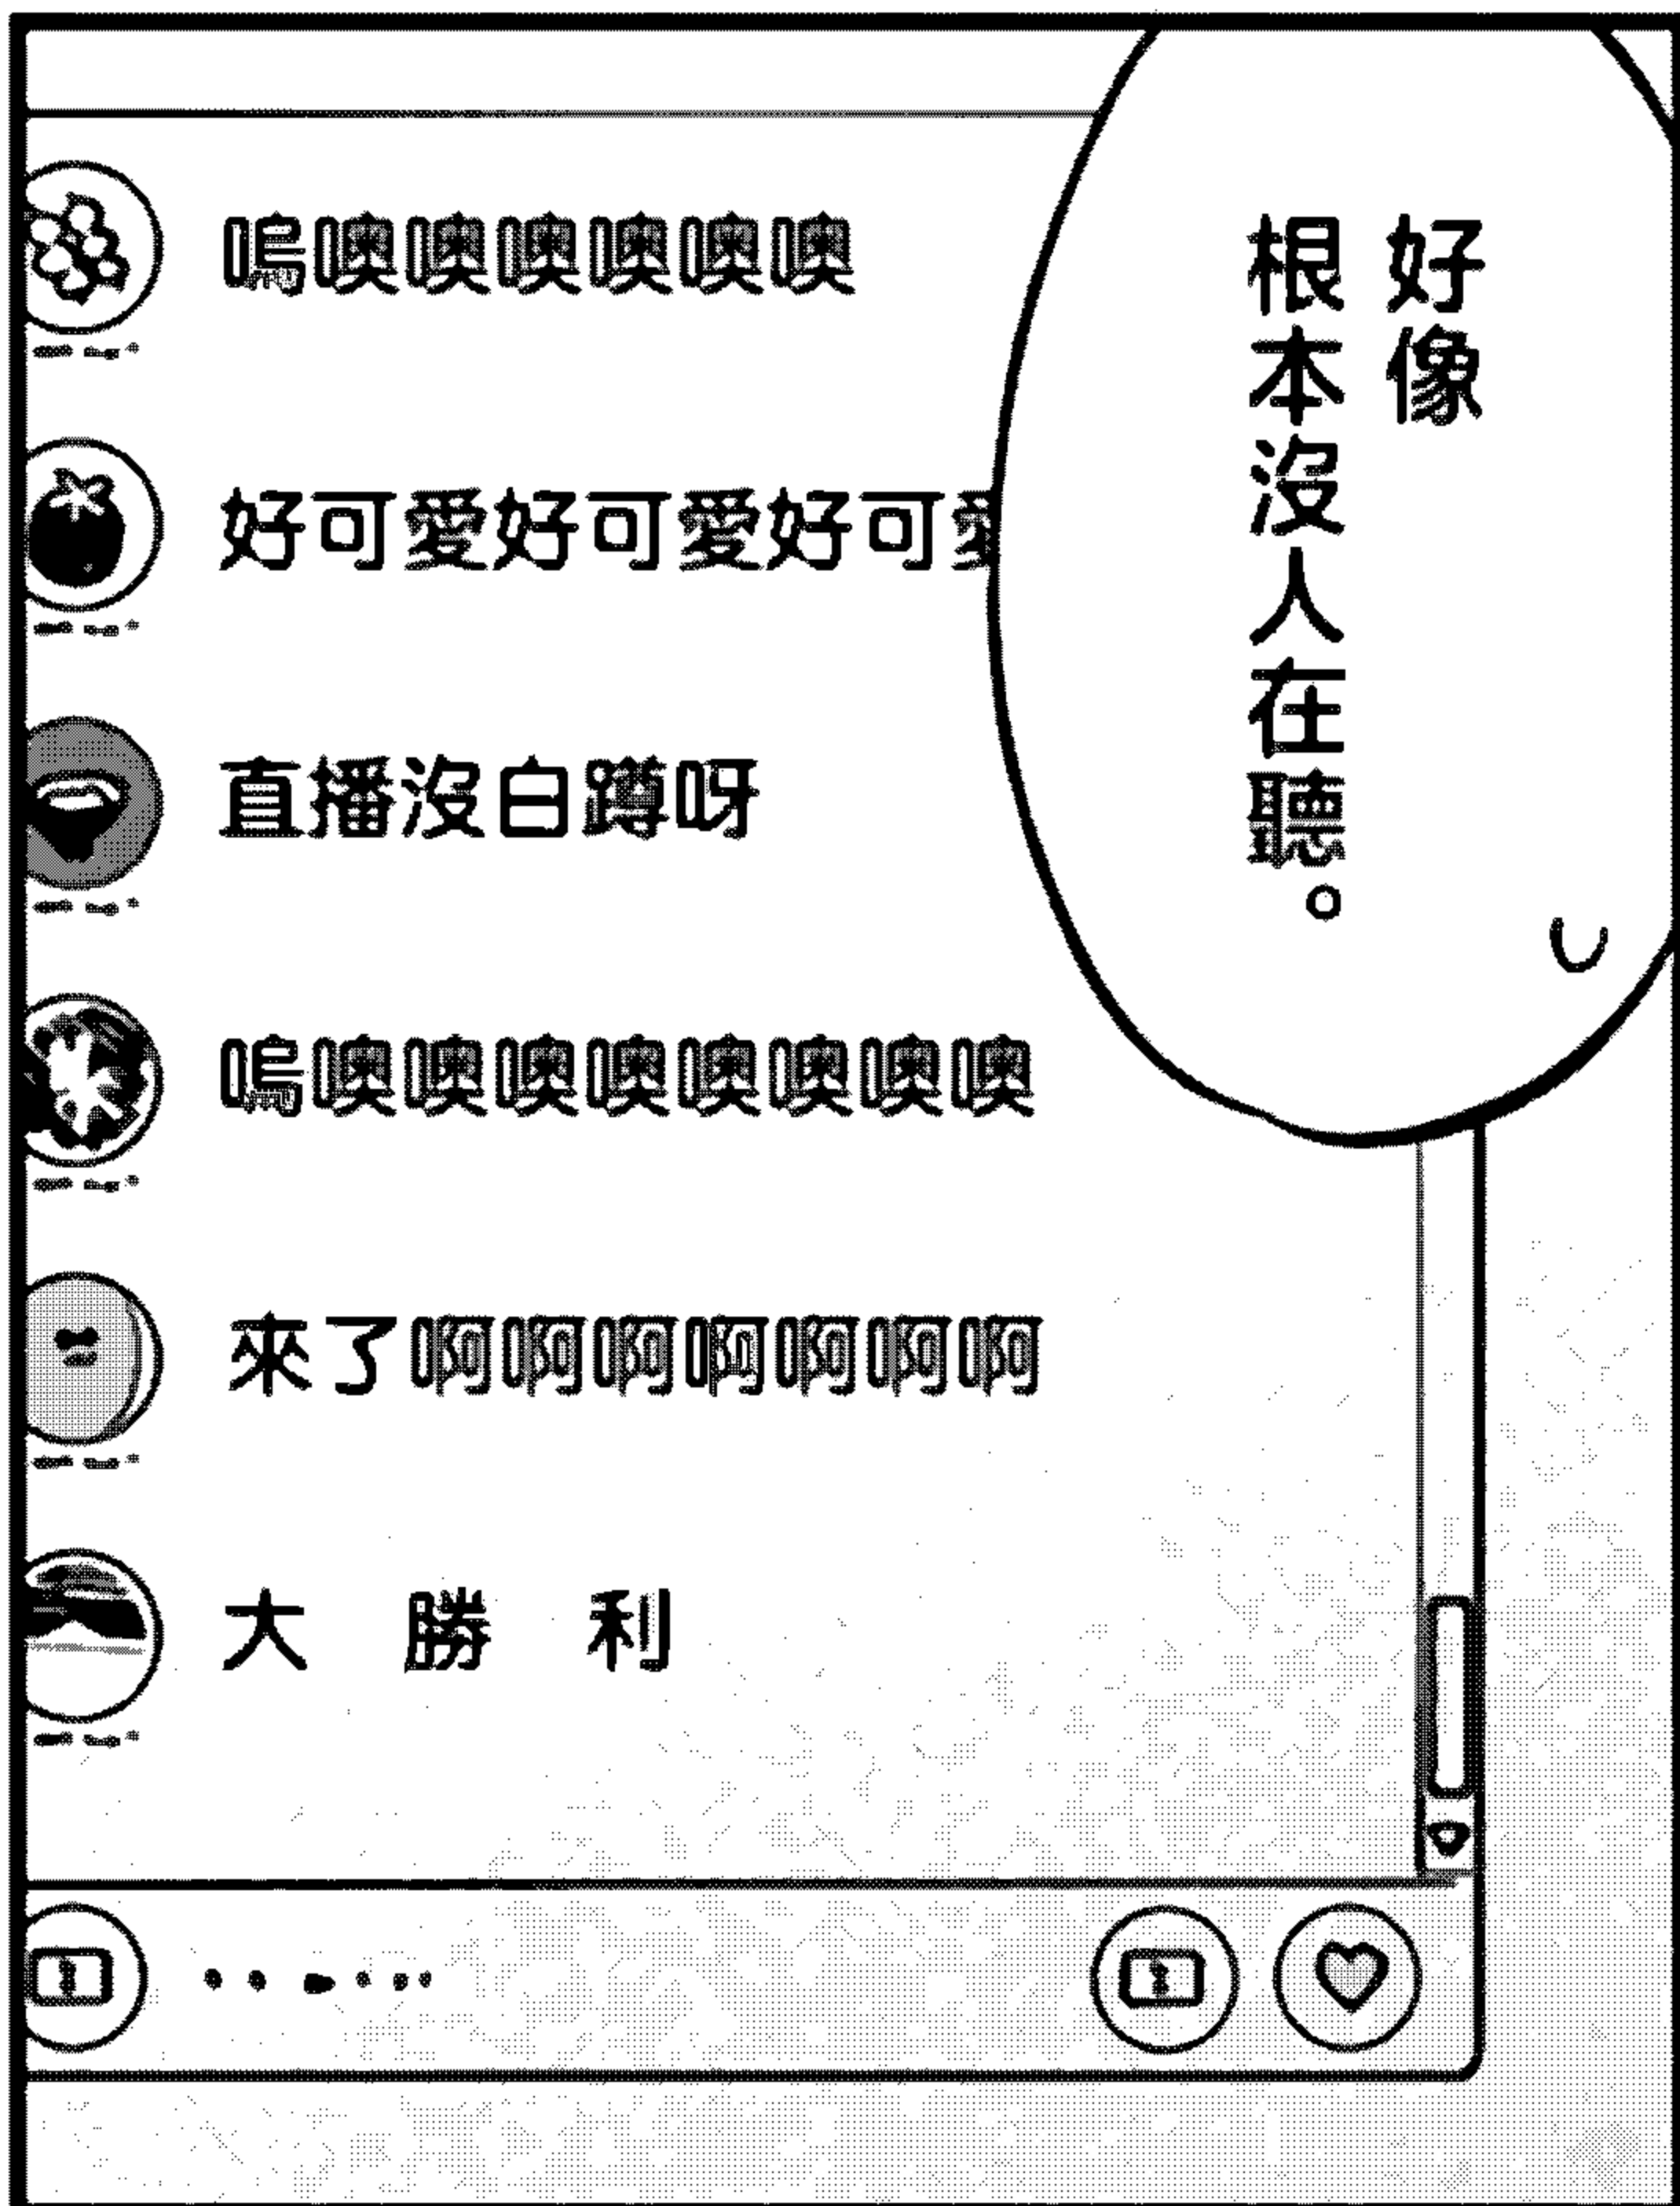 好像
根本沒人在聽。
嗚噢噢噢噢噢噢
好可愛好可愛好可愛
直播沒白蹲呀
嗚噢噢噢噢噢噢噢噢
來了啊啊啊啊啊啊啊
大　勝　利